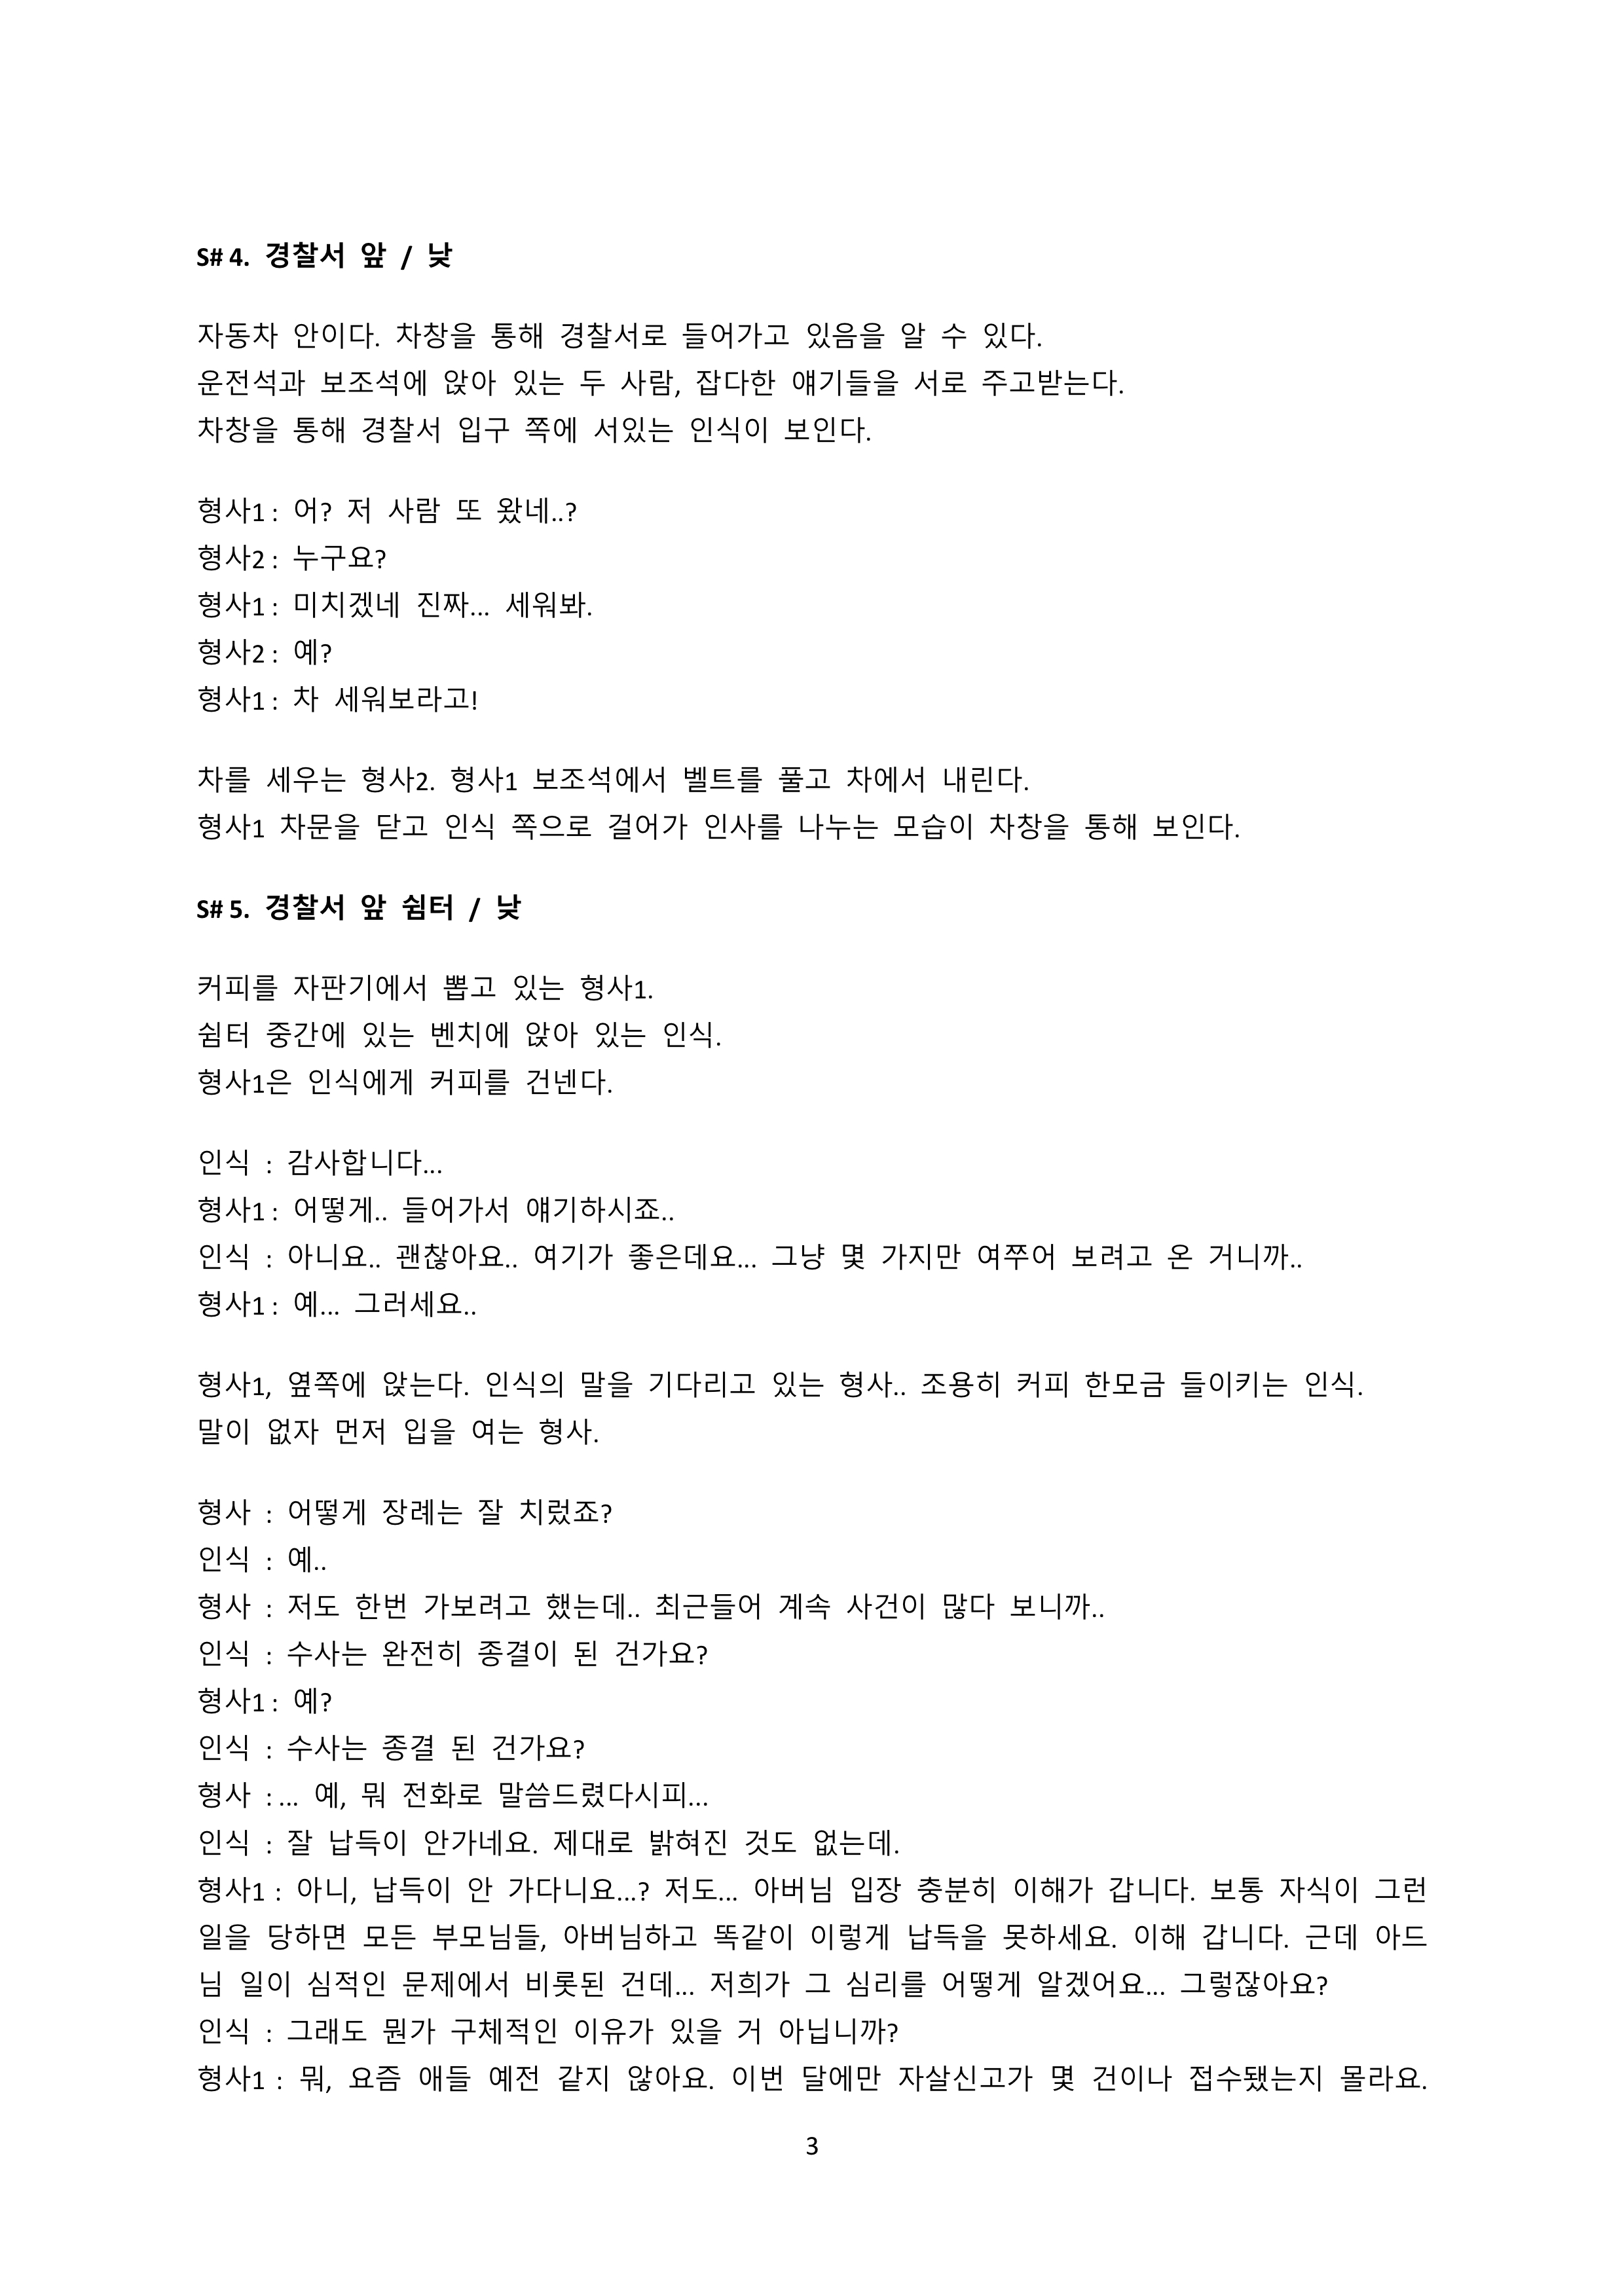 S# 4. 경찰서 앞 / 낮
자동차 안이다. 차창을 통해 경찰서로 들어가고 있음을 알 수 있다.
운전석과 보조석에 앉아 있는 두 사람, 잡다한 얘기들을 서로 주고받는다.
차창을 통해 경찰서 입구 쪽에 서있는 인식이 보인다.
형사1 : 어? 저 사람 또 왔네..?
형사2 : 누구요?
형사1 : 미치겠네 진짜... 세워봐.
형사2 : 예?
형사1 : 차 세워보라고!
차를 세우는 형사2. 형사1 보조석에서 벨트를 풀고 차에서 내린다.
형사1 차문을 닫고 인식 쪽으로 걸어가 인사를 나누는 모습이 차창을 통해 보인다.
S# 5. 경찰서 앞 쉼터 / 낮
커피를 자판기에서 뽑고 있는 형사1.
쉼터 중간에 있는 벤치에 앉아 있는 인식.
형사1은 인식에게 커피를 건넨다.
인식 : 감사합니다...
형사1 : 어떻게.. 들어가서 얘기하시죠..
인식 : 아니요.. 괜찮아요.. 여기가 좋은데요... 그냥 몇 가지만 여쭈어 보려고 온 거니까..
형사1 : 예... 그러세요..
형사1, 옆쪽에 앉는다. 인식의 말을 기다리고 있는 형사.. 조용히 커피 한모금 들이키는 인식.
말이 없자 먼저 입을 여는 형사.
형사 : 어떻게 장례는 잘 치렀죠?
인식 : 예..
형사 : 저도 한번 가보려고 했는데.. 최근들어 계속 사건이 많다 보니까..
인식 : 수사는 완전히 종결이 된 건가요?
형사1 : 예?
인식 : 수사는 종결 된 건가요?
형사 : ... 예, 뭐 전화로 말씀드렸다시피...
인식 : 잘 납득이 안가네요. 제대로 밝혀진 것도 없는데.
형사1 : 아니, 납득이 안 가다니요...? 저도... 아버님 입장 충분히 이해가 갑니다. 보통 자식이 그런
일을 당하면 모든 부모님들, 아버님하고 똑같이 이렇게 납득을 못하세요. 이해 갑니다. 근데 아드
님 일이 심적인 문제에서 비롯된 건데... 저희가 그 심리를 어떻게 알겠어요... 그렇잖아요?
인식 : 그래도 뭔가 구체적인 이유가 있을 거 아닙니까?
형사1 : 뭐, 요즘 애들 예전 같지 않아요. 이번 달에만 자살신고가 몇 건이나 접수됐는지 몰라요.
3